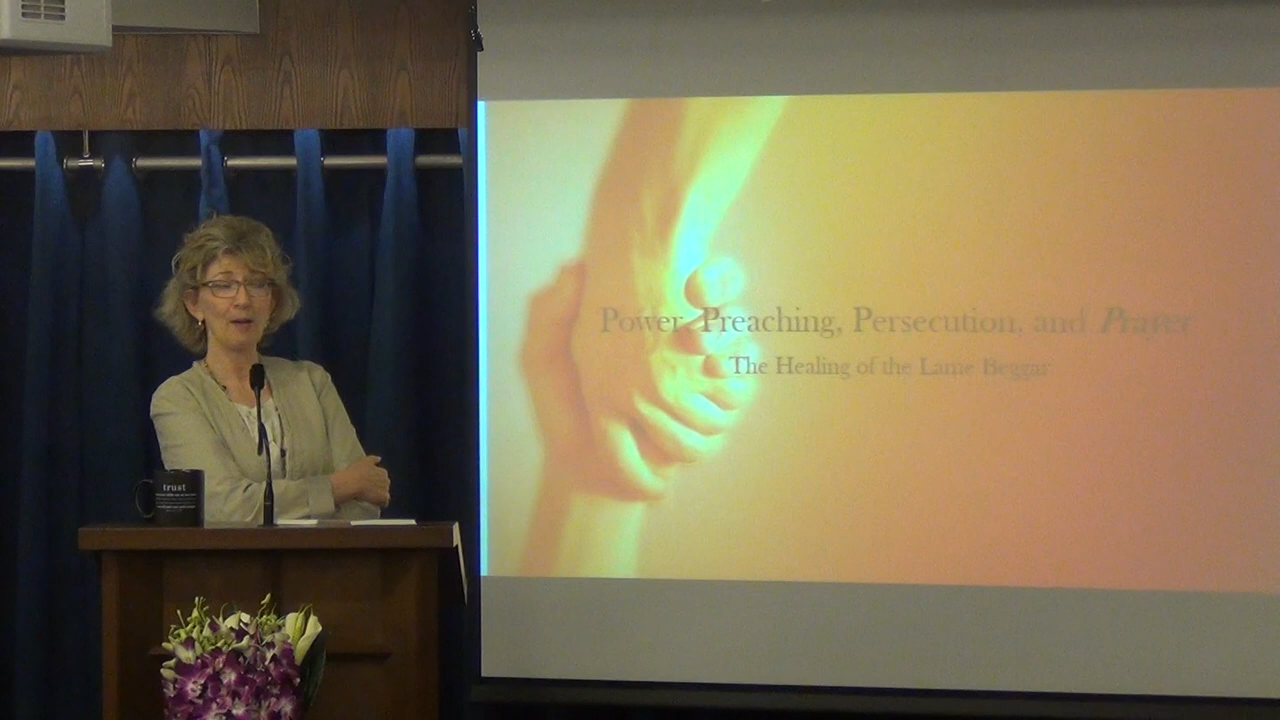 Power, Preaching, Persecution, and Prayer
The Healing of the Lame Beggar
trust